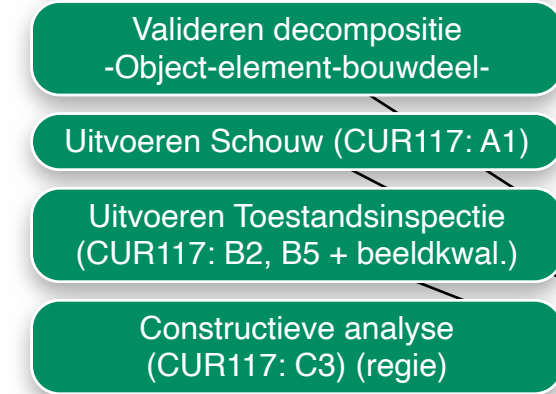 Valideren decompositie
-Object-element-bouwdeel-
Uitvoeren Schouw (CUR117: A1)
Uitvoeren Toestandsinspectie
(CUR117: B2, B5 + beeldkwal.)
Constructieve analyse
(CUR117: C3) (regie)